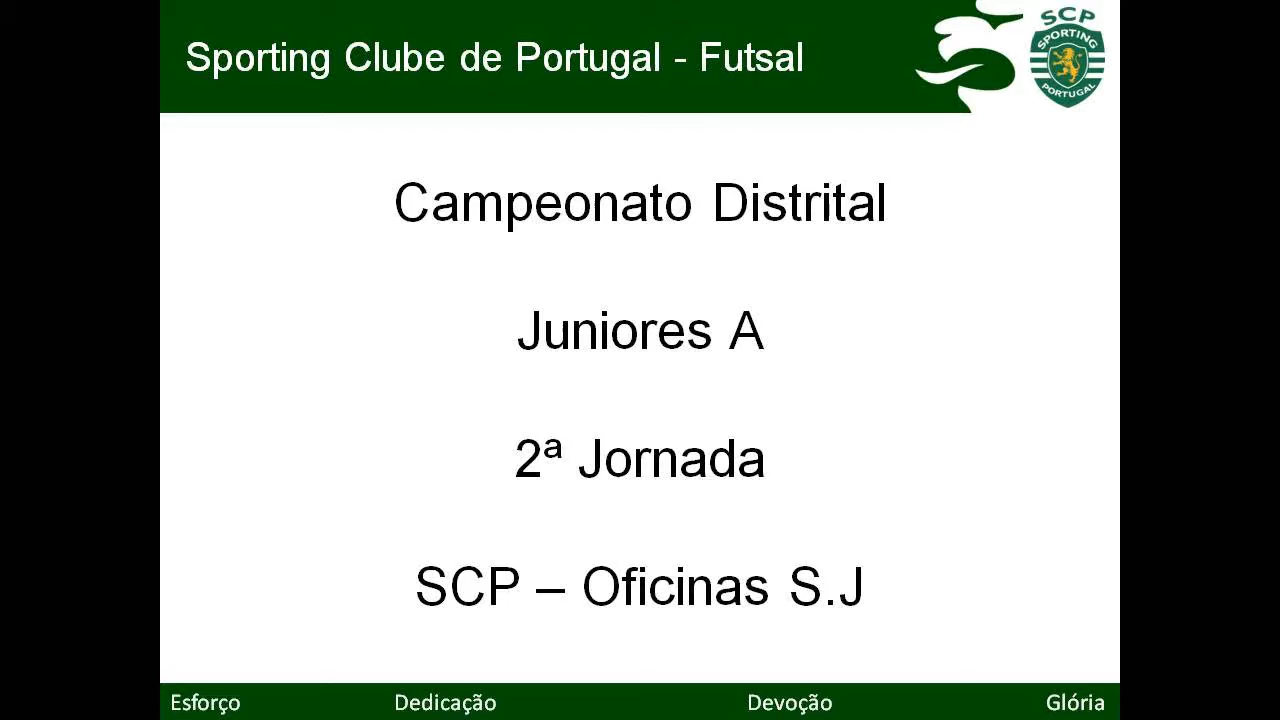 Sporting Clube de Portugal - Futsal
SCP
SPORTING
PORTUGAL
Campeonato Distrital
Juniores A
2ª Jornada
SCP – Oficinas S.J
Esforço Dedicação Devoção Glória